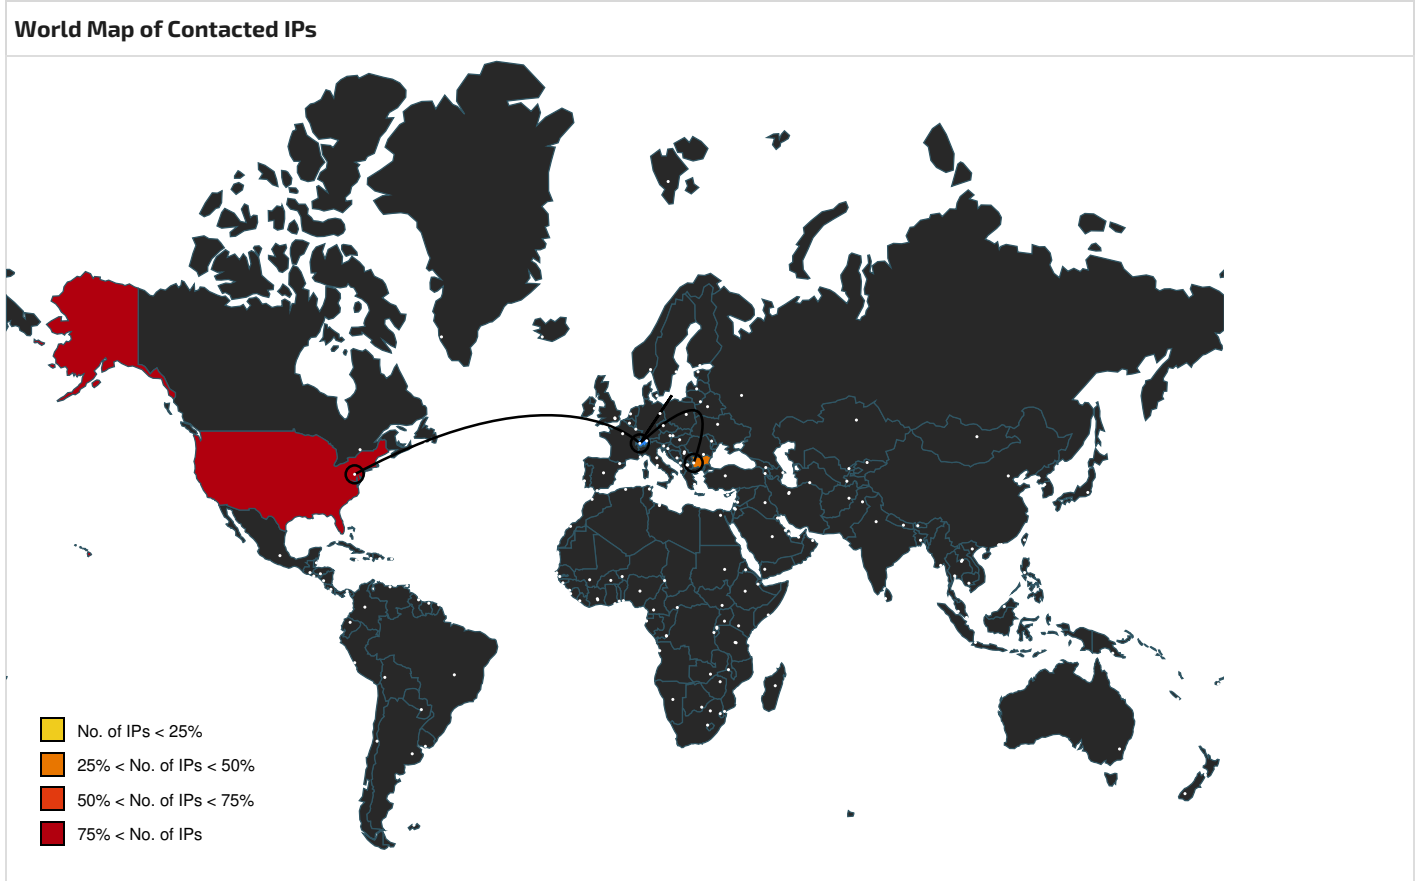 World Map of Contacted IPs
No. of IPs < 25%
25% < No. of IPs < 50%
50% < No. of IPs < 75%
75% < No. of IPs